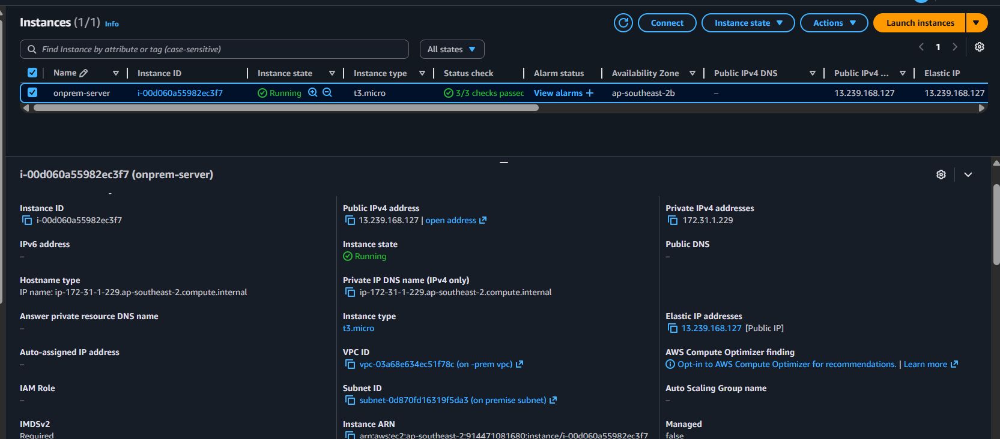 Instances (1/1) Info
Connect
Instance state
Actions
Launch instances
Find Instance by attribute or tag (case-sensitive)
All states
1
Name Instance ID Instance state Instance type Status check Alarm status Availability Zone Public IPv4 DNS Public IPv4 ... Elastic IP
onprem-server i-00d060a55982ec3f7 Running t3.micro 3/3 checks passec View alarms + ap-southeast-2b – 13.239.168.127 13.239.168.127
i-00d060a55982ec3f7 (onprem-server)
Instance ID
i-00d060a55982ec3f7
Public IPv4 address
13.239.168.127 | open address
Private IPv4 addresses
172.31.1.229
IPv6 address
–
Instance state
Running
Public DNS
–
Hostname type
IP name: ip-172-31-1-229.ap-southeast-2.compute.internal
Private IP DNS name (IPv4 only)
ip-172-31-1-229.ap-southeast-2.compute.internal
Answer private resource DNS name
–
Instance type
t3.micro
Elastic IP addresses
13.239.168.127 [Public IP]
Auto-assigned IP address
–
VPC ID
vpc-03a68e634ec51f78c (on -prem vpc)
AWS Compute Optimizer finding
Opt-in to AWS Compute Optimizer for recommendations. | Learn more
IAM Role
–
Subnet ID
subnet-0d870fd16319f5da3 (on premise subnet)
Auto Scaling Group name
–
IMDSv2
Required
Instance ARN
arn:aws:ec2:ap-southeast-2:914471081680:instance/i-00d060a55982ec3f7
Managed
false